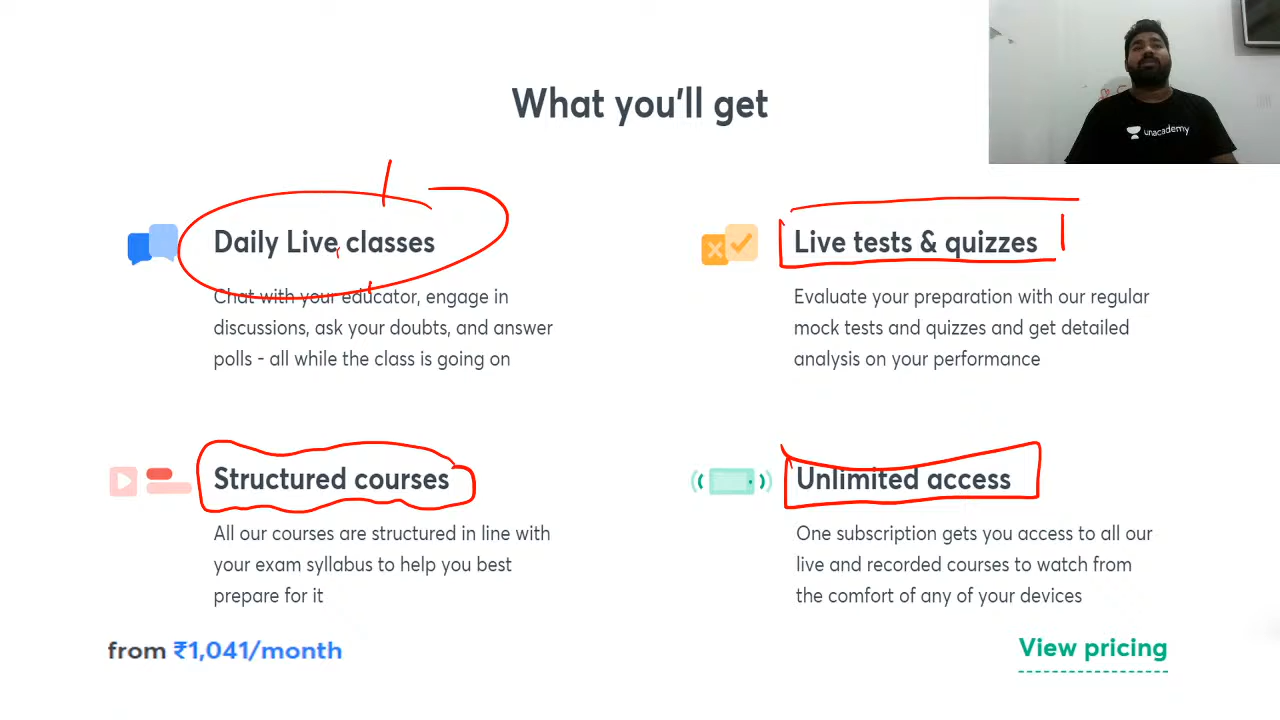 What you'll get
unacademy
Daily Live classes
Chat with your educator, engage in
discussions, ask your doubts, and answer
polls - all while the class is going on
Live tests & quizzes
Evaluate your preparation with our regular
mock tests and quizzes and get detailed
analysis on your performance
Structured courses
All our courses are structured in line with
your exam syllabus to help you best
prepare for it
Unlimited access
One subscription gets you access to all our
live and recorded courses to watch from
the comfort of any of your devices
from ₹1,041/month
View pricing